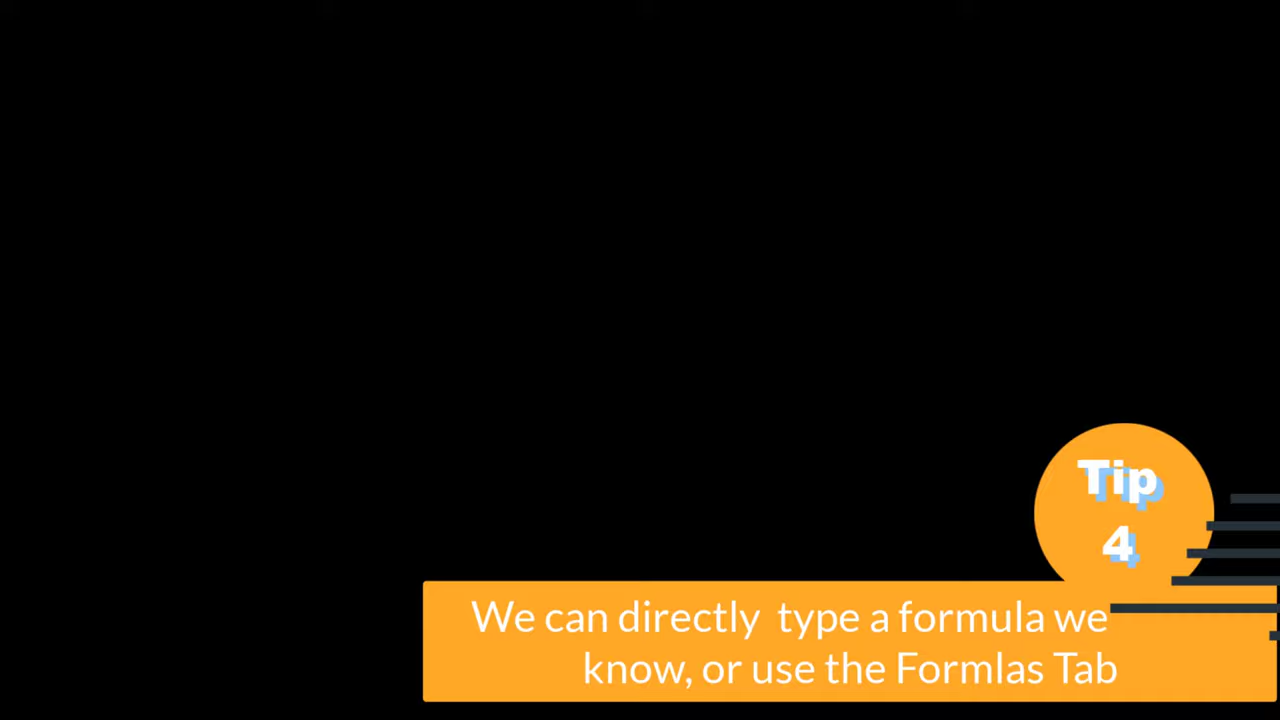 Tip
4
We can directly  type a formula we
know, or use the Formlas Tab